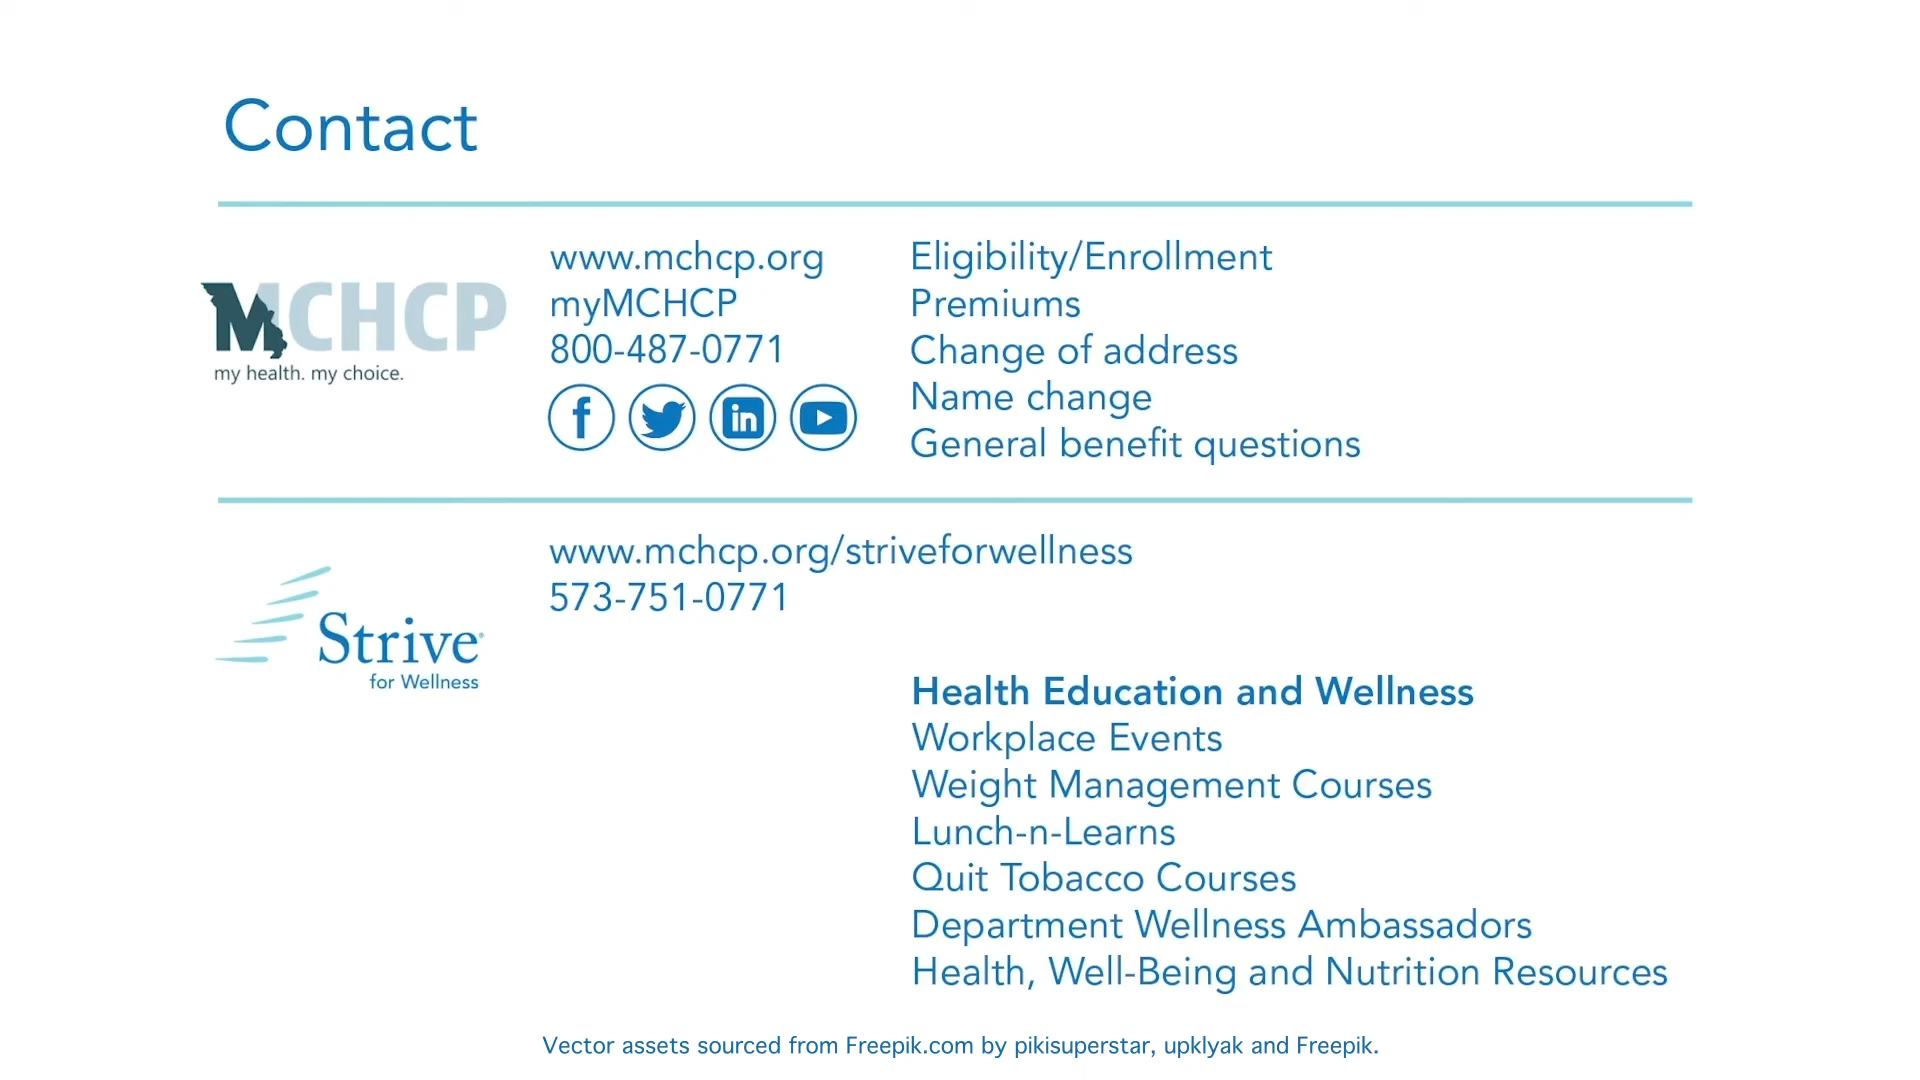 Contact
MCHCP
my health. my choice.
www.mchcp.org
myMCHCP
800-487-0771
Eligibility/Enrollment
Premiums
Change of address
Name change
General benefit questions
Strive®
for Wellness
www.mchcp.org/striveforwellness
573-751-0771
Health Education and Wellness
Workplace Events
Weight Management Courses
Lunch-n-Learns
Quit Tobacco Courses
Department Wellness Ambassadors
Health, Well-Being and Nutrition Resources
Vector assets sourced from Freepik.com by pikisuperstar, upklyak and Freepik.